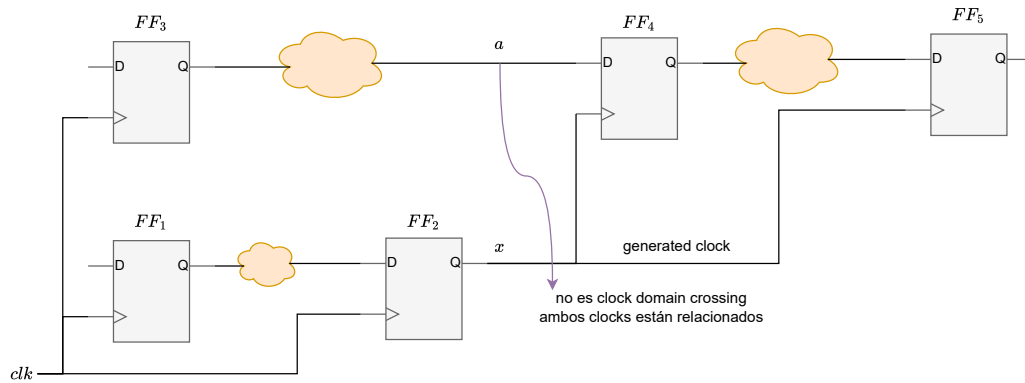 FF₃
D Q
a
FF₄
D Q
FF₅
D Q
FF₁
D Q
FF₂
D Q
x
generated clock
no es clock domain crossing
ambos clocks están relacionados
clk